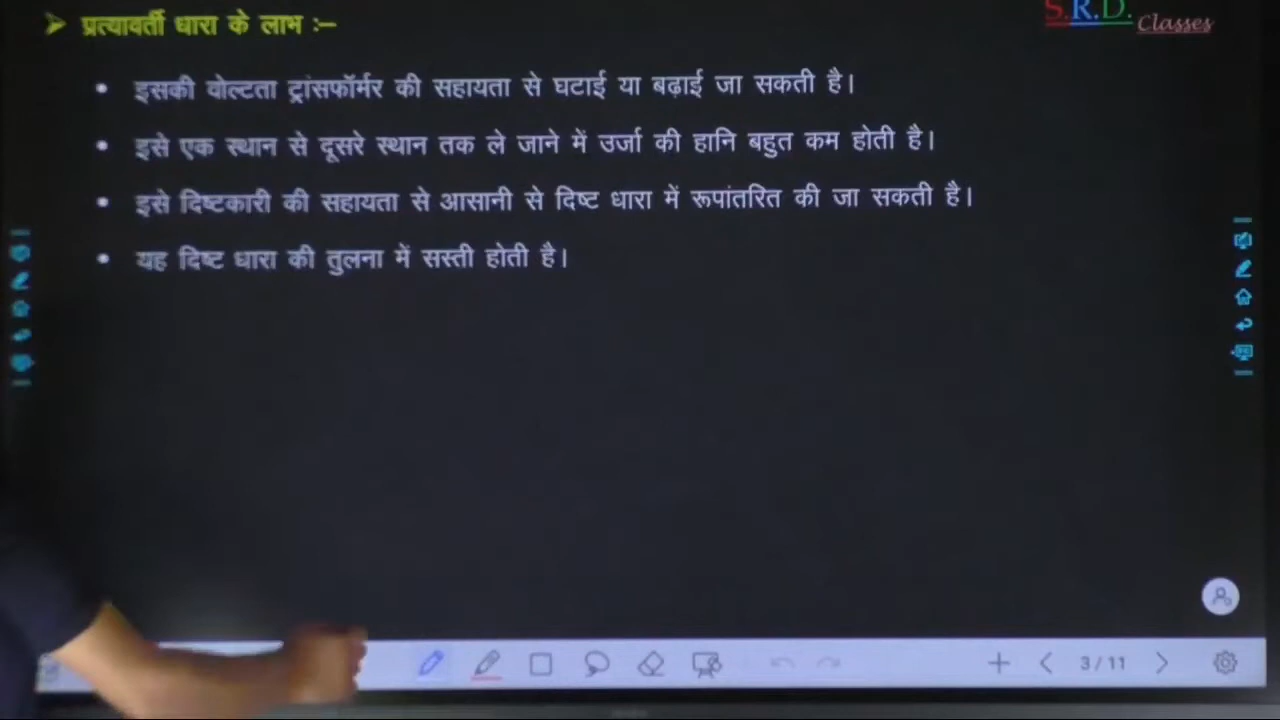 ➤ प्रत्यावर्ती धारा के लाभ :–
S.R.D. Classes
• इसकी वोल्टता ट्रांसफॉर्मर की सहायता से घटाई या बढ़ाई जा सकती है।
• इसे एक स्थान से दूसरे स्थान तक ले जाने में उर्जा की हानि बहुत कम होती है।
• इसे दिष्टकारी की सहायता से आसानी से दिष्ट धारा में रूपांतरित की जा सकती है।
• यह दिष्ट धारा की तुलना में सस्ती होती है।
3 / 11